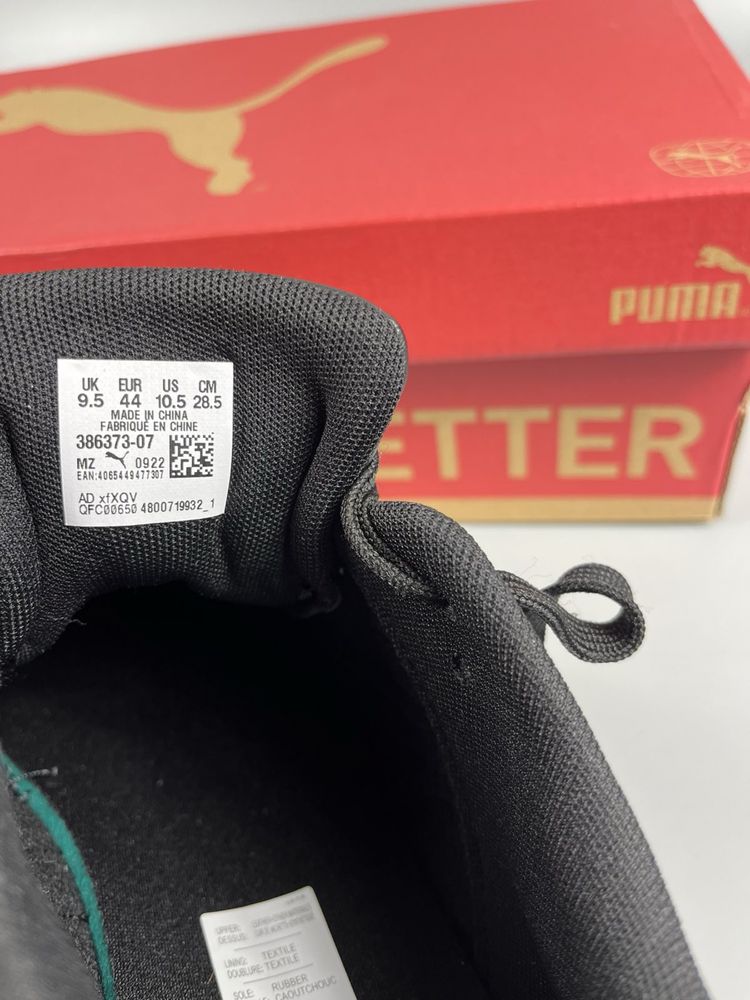 PUMA
ETTER
UK EUR US CM
9.5 44 10.5 28.5
MADE IN CHINA
FABRIQUÉ EN CHINE
386373-07
MZ 0922
EAN:4065449477307
AD xfXQV
QFC00650 4800719932_1
UPPER:
DESSUS:
LINING: TEXTILE
DOUBLURE: TEXTILE
SOLE: RUBBER
CAOUTCHOUC